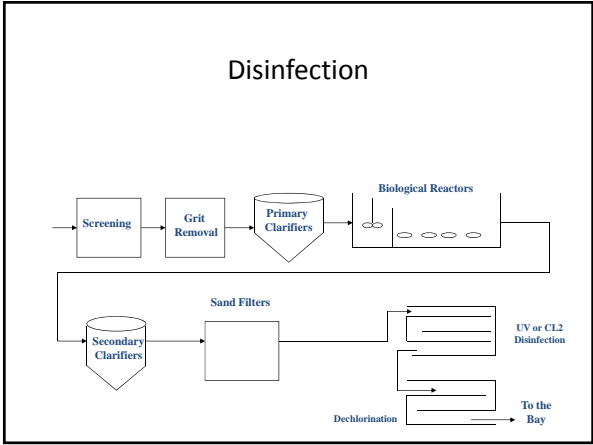 Disinfection
Biological Reactors
Screening
Grit
Removal
Primary
Clarifiers
Sand Filters
Secondary
Clarifiers
UV or CL2
Disinfection
Dechlorination
To the
Bay